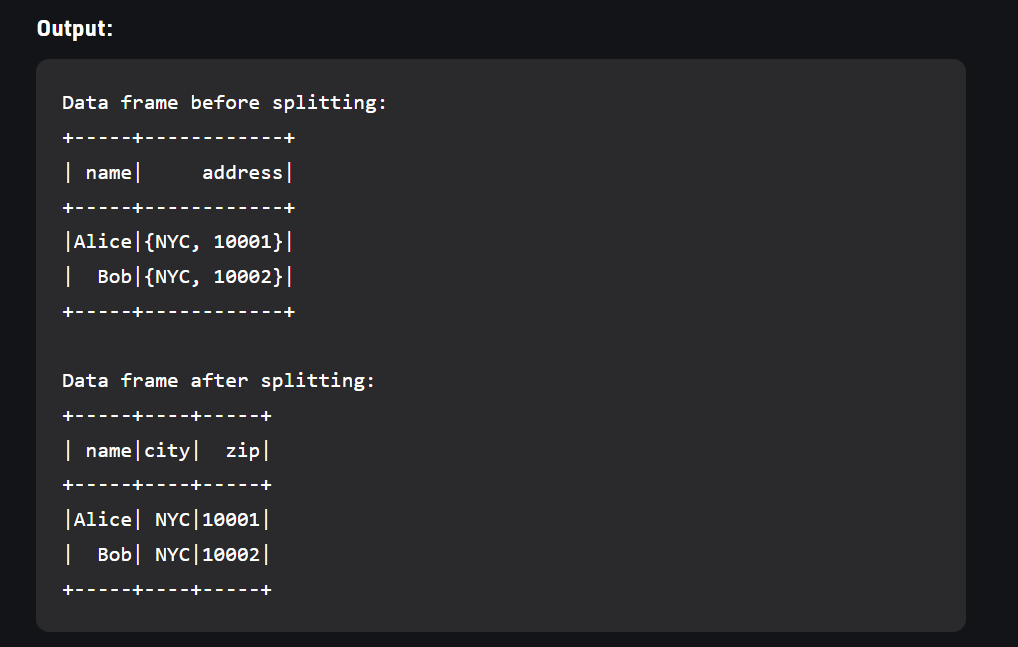 Output:
Data frame before splitting:
+-----+------------+
| name|     address|
+-----+------------+
|Alice|{NYC, 10001}|
|  Bob|{NYC, 10002}|
+-----+------------+
Data frame after splitting:
+-----+----+-----+
| name|city|  zip|
+-----+----+-----+
|Alice| NYC|10001|
|  Bob| NYC|10002|
+-----+----+-----+